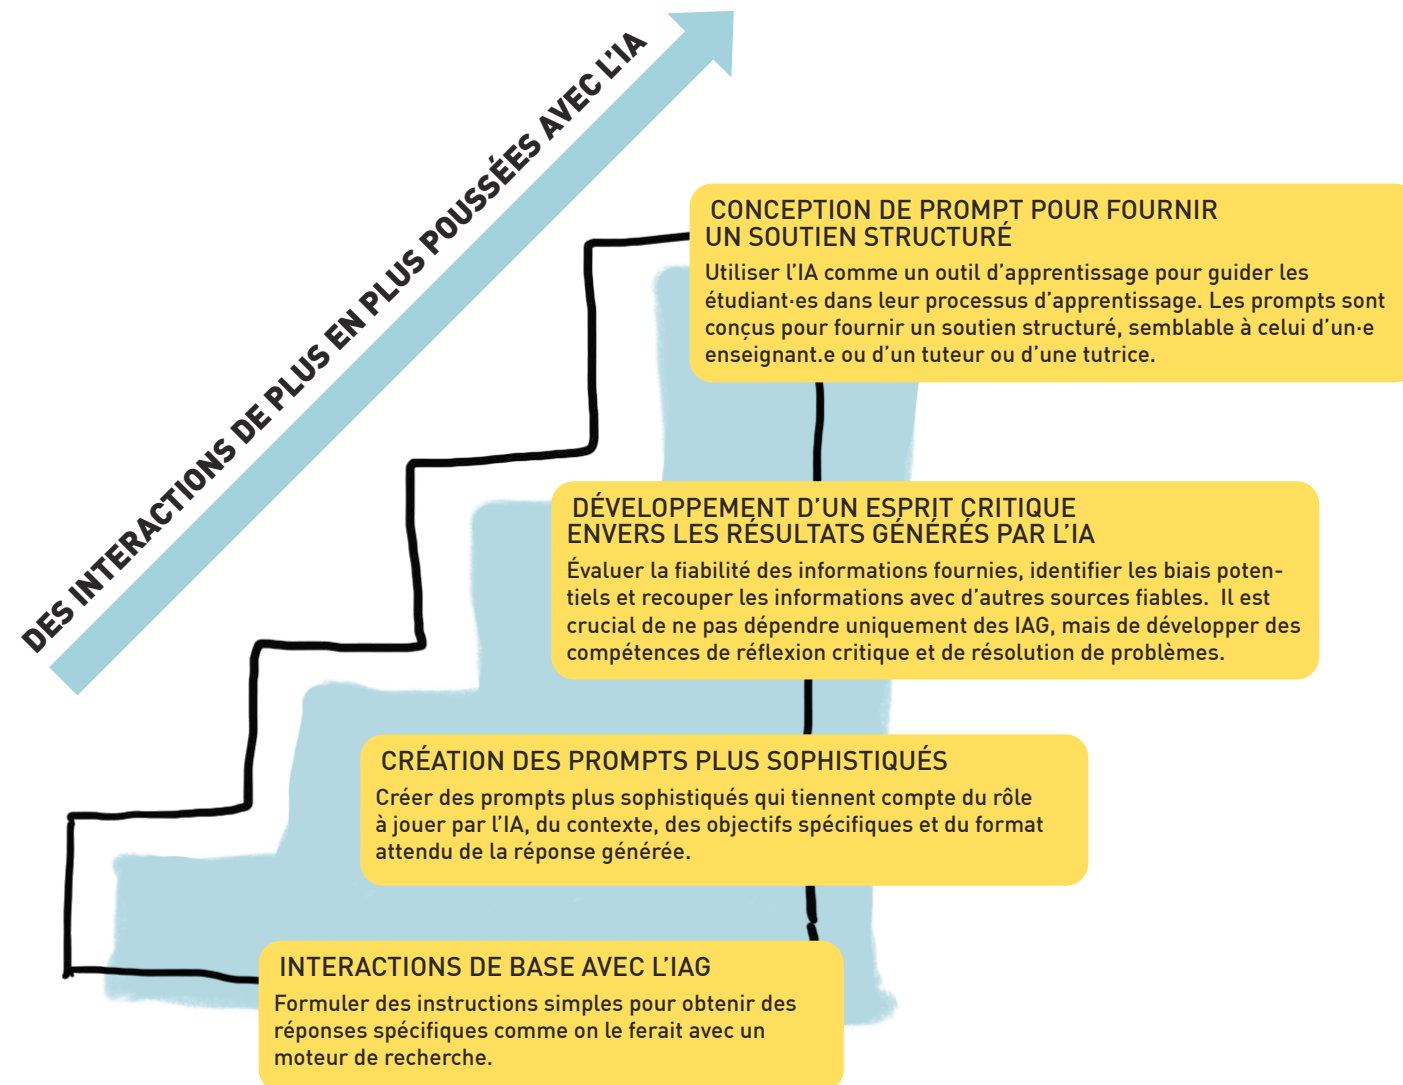 DES INTERACTIONS DE PLUS EN PLUS POUSSÉES AVEC L'IA
CONCEPTION DE PROMPT POUR FOURNIR
UN SOUTIEN STRUCTURÉ
Utiliser l'IA comme un outil d'apprentissage pour guider les
étudiant·es dans leur processus d'apprentissage. Les prompts sont
conçus pour fournir un soutien structuré, semblable à celui d'un·e
enseignant.e ou d'un tuteur ou d'une tutrice.
DÉVELOPPEMENT D'UN ESPRIT CRITIQUE
ENVERS LES RÉSULTATS GÉNÉRÉS PAR L'IA
Évaluer la fiabilité des informations fournies, identifier les biais poten-
tiels et recouper les informations avec d'autres sources fiables.  Il est
crucial de ne pas dépendre uniquement des IAG, mais de développer des
compétences de réflexion critique et de résolution de problèmes.
CRÉATION DES PROMPTS PLUS SOPHISTIQUÉS
Créer des prompts plus sophistiqués qui tiennent compte du rôle
à jouer par l'IA, du contexte, des objectifs spécifiques et du format
attendu de la réponse générée.
INTERACTIONS DE BASE AVEC L'IAG
Formuler des instructions simples pour obtenir des
réponses spécifiques comme on le ferait avec un
moteur de recherche.